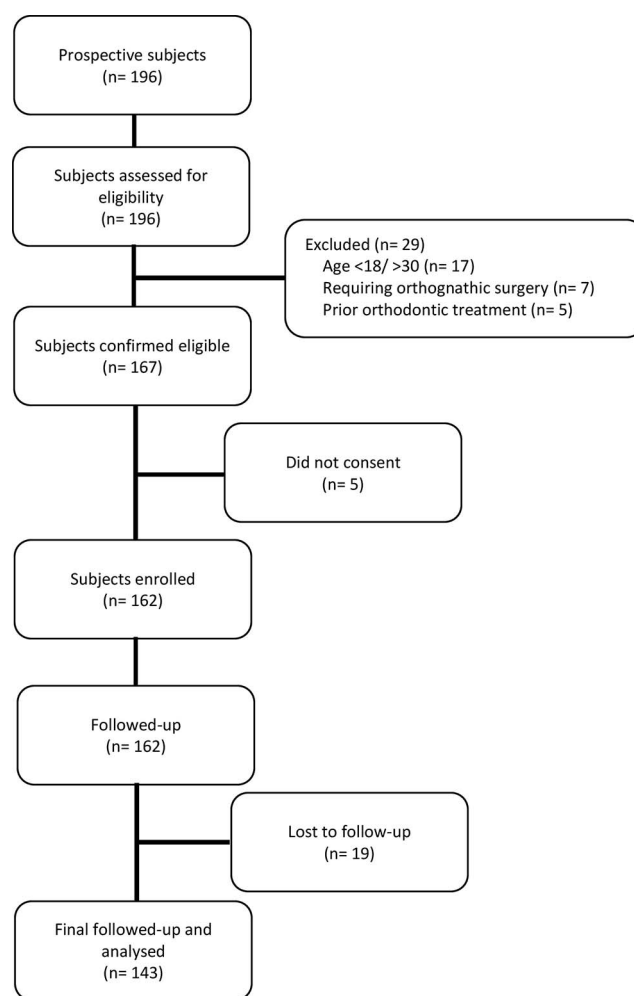 Prospective subjects
(n= 196)
Subjects assessed for
eligibility
(n= 196)
Excluded (n= 29)
Age <18/ >30 (n= 17)
Requiring orthognathic surgery (n= 7)
Prior orthodontic treatment (n= 5)
Subjects confirmed eligible
(n= 167)
Did not consent
(n= 5)
Subjects enrolled
(n= 162)
Followed-up
(n= 162)
Lost to follow-up
(n= 19)
Final followed-up and
analysed
(n= 143)